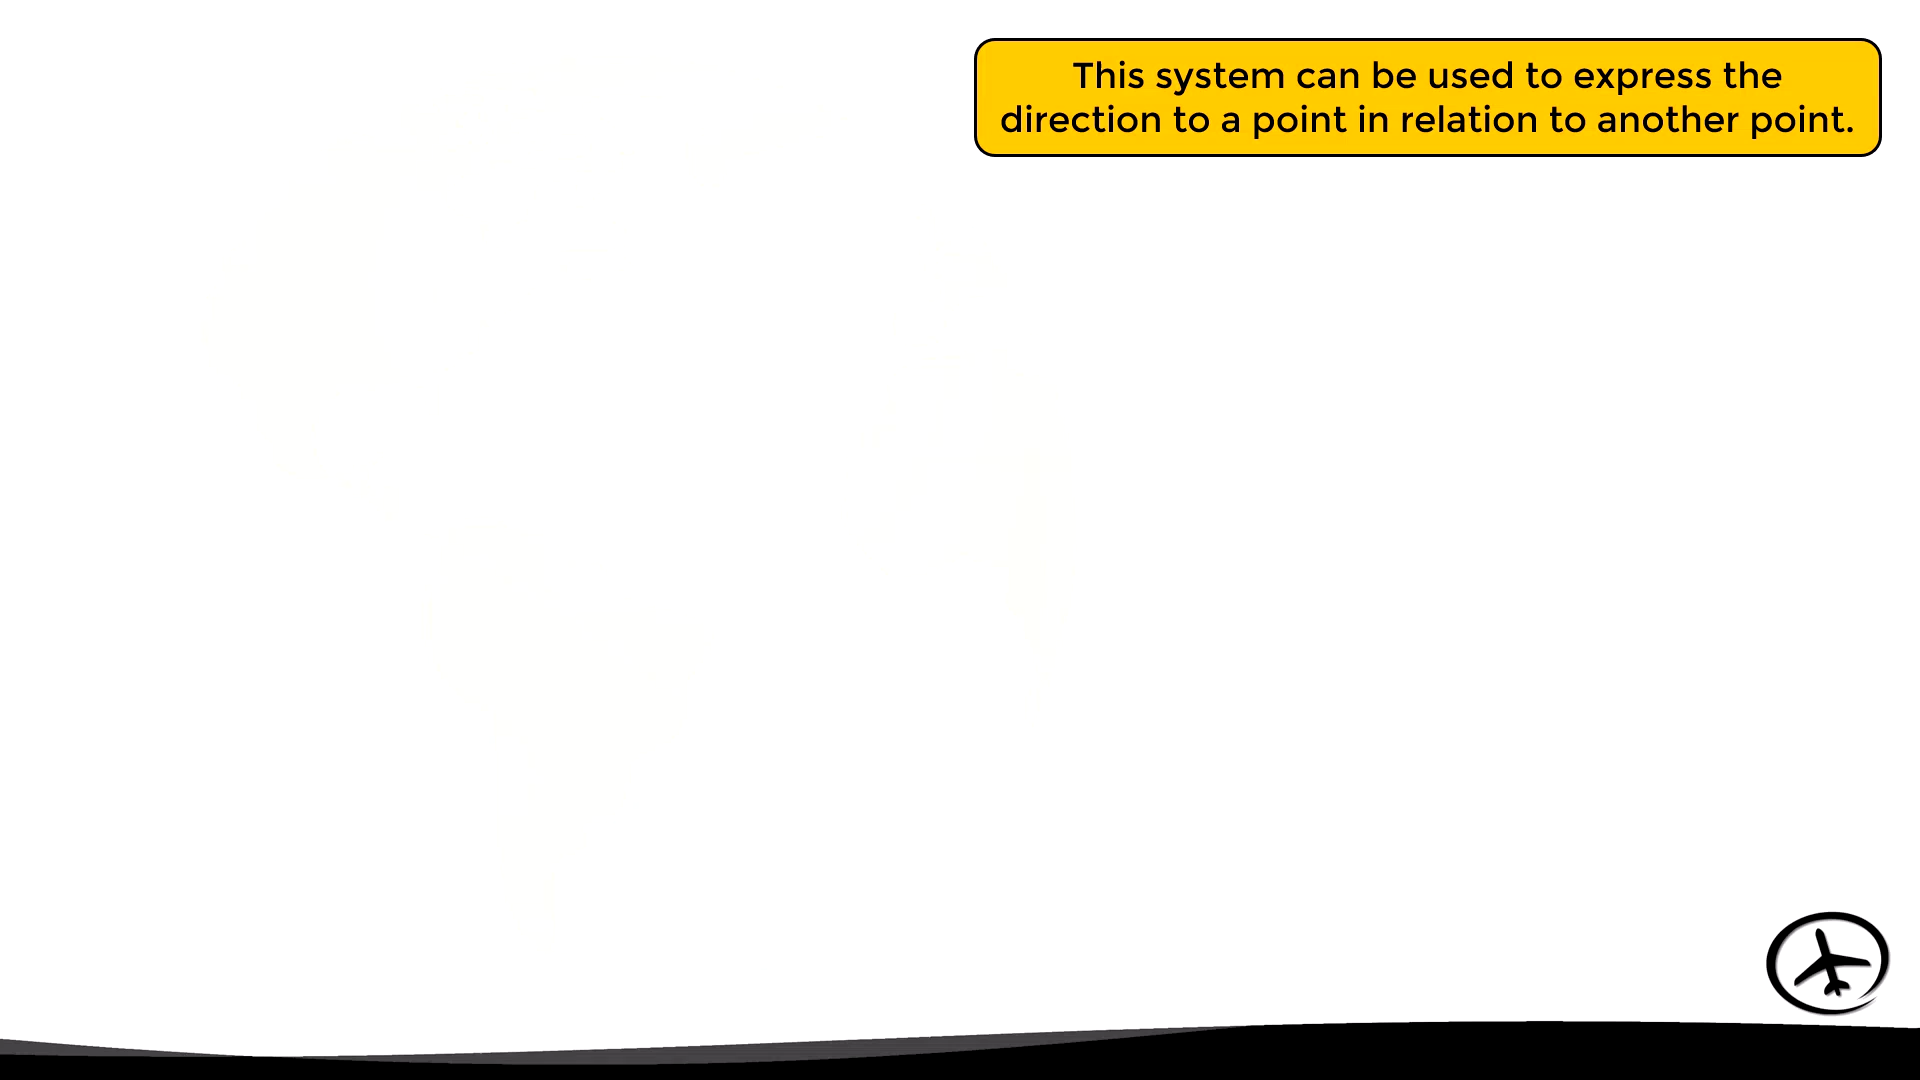 This system can be used to express the
direction to a point in relation to another point.